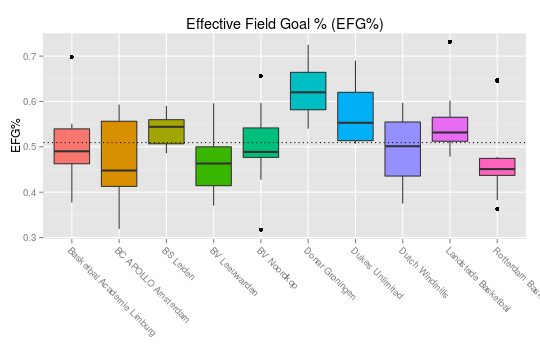 Effective Field Goal % (EFG%)
EFG%
0.7
0.6
0.5
0.4
0.3
Basketbal Academie Limburg
BC APOLLO Amsterdam
BS Leiden
BV Leeuwarden
BV Noordkop
Donar Groningen
Dukes Unlimited
Dutch Windmills
Landstede Basketbal
Rotterdam Bas